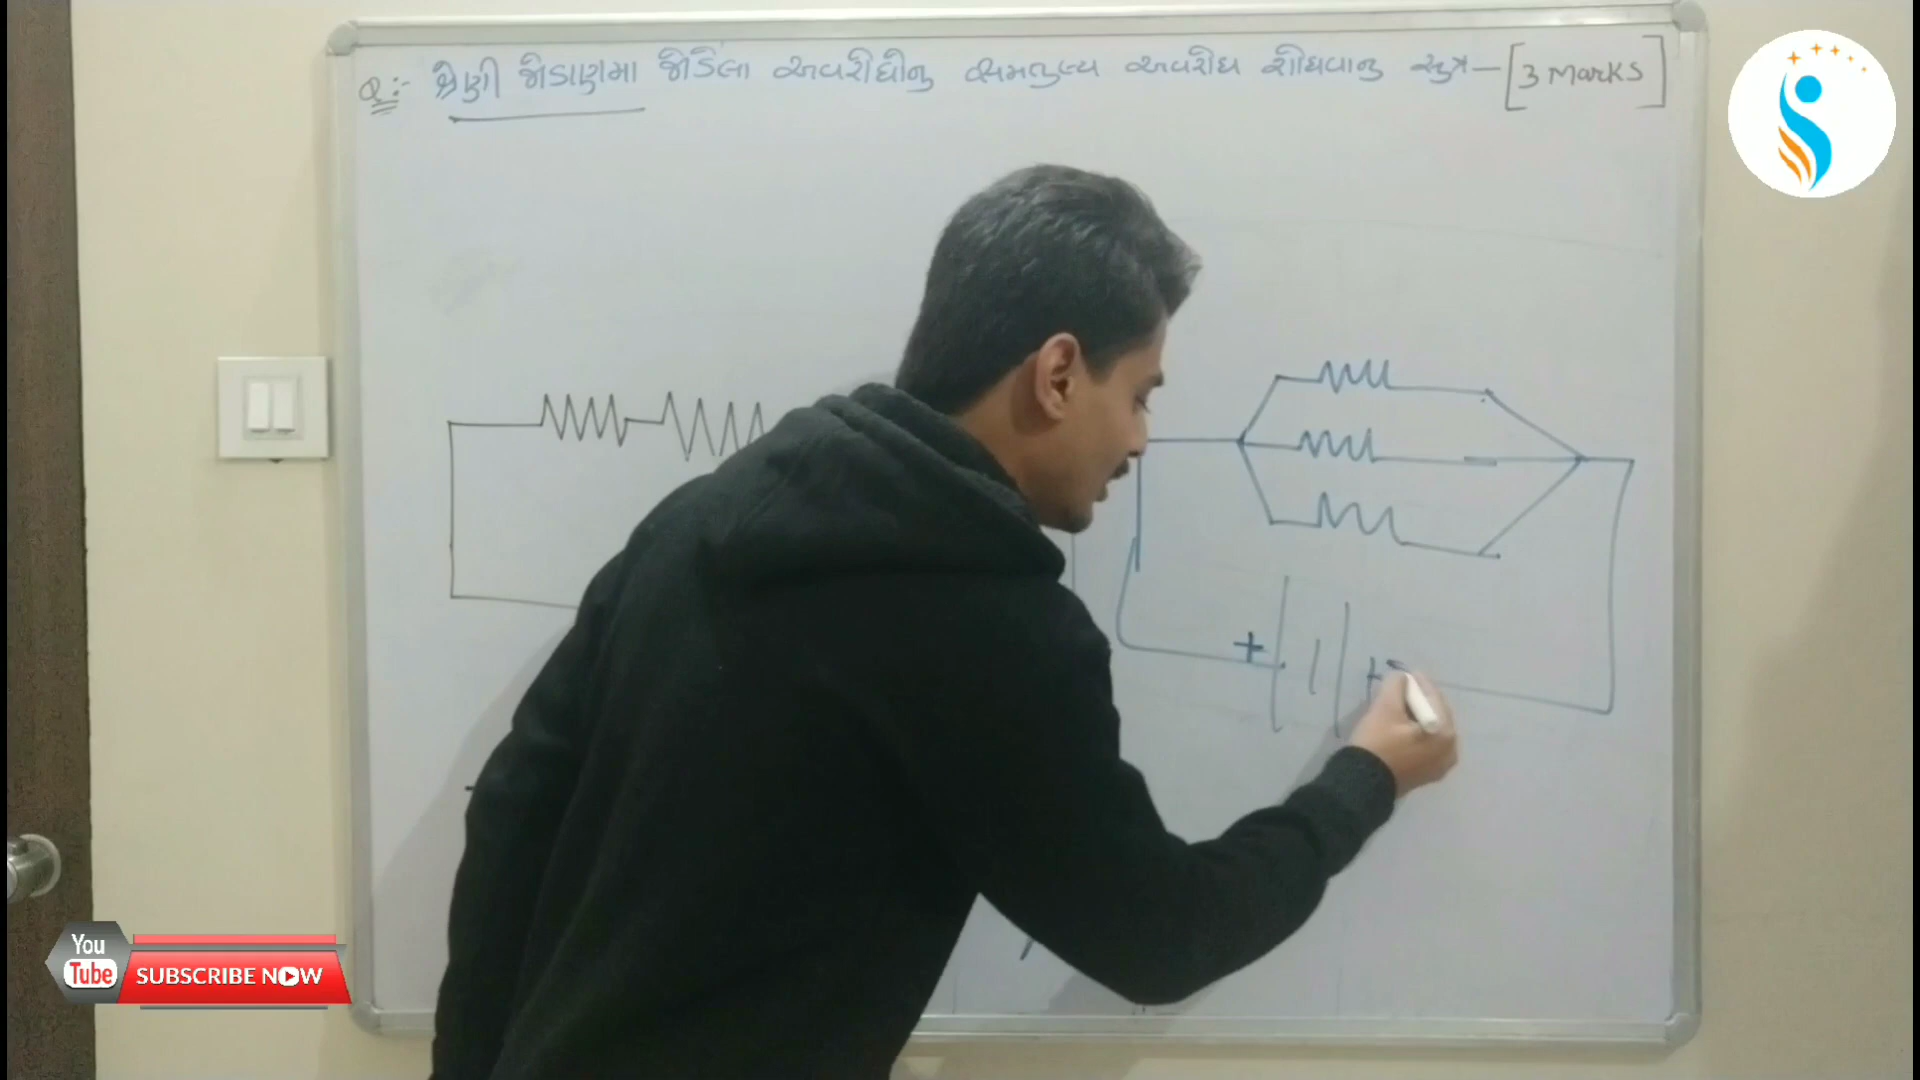 Q:- શ્રેણી જોડાણમા જોડેલા અવરોધોનુ સમતુલ્ય અવરોધ શોધવાનુ સુત્ર - [3 Marks]
+
+
You
Tube SUBSCRIBE NOW